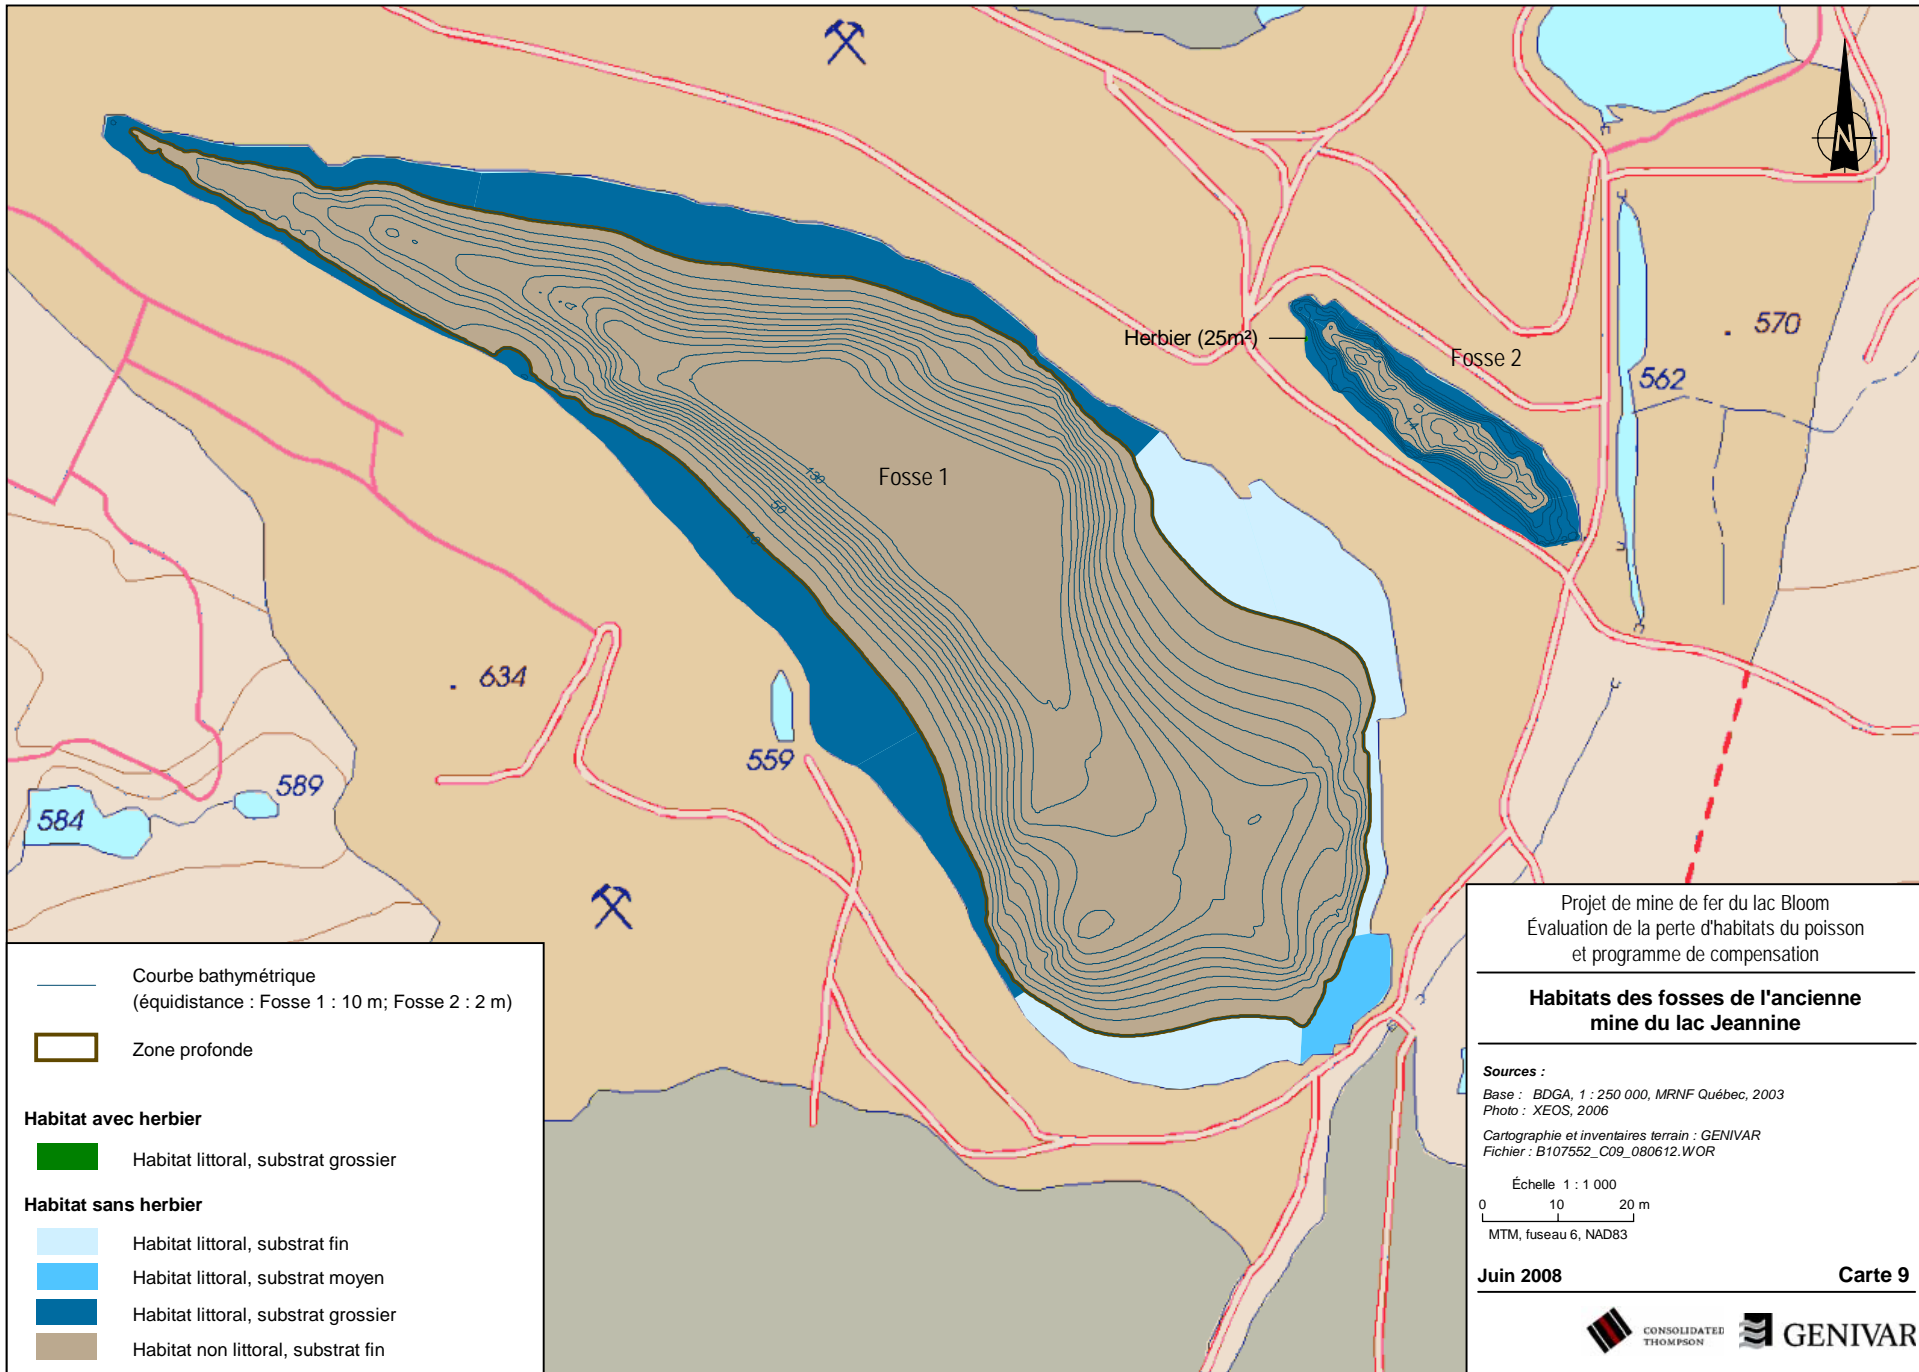 Herbier (25m²)
Fosse 2
570
562
Fosse 1
130
50
10
14
2
634
559
589
584
N
Courbe bathymétrique
(équidistance : Fosse 1 : 10 m; Fosse 2 : 2 m)
Zone profonde
Habitat avec herbier
Habitat littoral, substrat grossier
Habitat sans herbier
Habitat littoral, substrat fin
Habitat littoral, substrat moyen
Habitat littoral, substrat grossier
Habitat non littoral, substrat fin
Projet de mine de fer du lac Bloom
Évaluation de la perte d'habitats du poisson
et programme de compensation
Habitats des fosses de l'ancienne
mine du lac Jeannine
Sources :
Base : BDGA, 1 : 250 000, MRNF Québec, 2003
Photo : XEOS, 2006
Cartographie et inventaires terrain : GENIVAR
Fichier : B107552_C09_080612.WOR
Échelle 1 : 1 000
0 10 20 m
MTM, fuseau 6, NAD83
Juin 2008 Carte 9
CONSOLIDATED
THOMPSON
GENIVAR